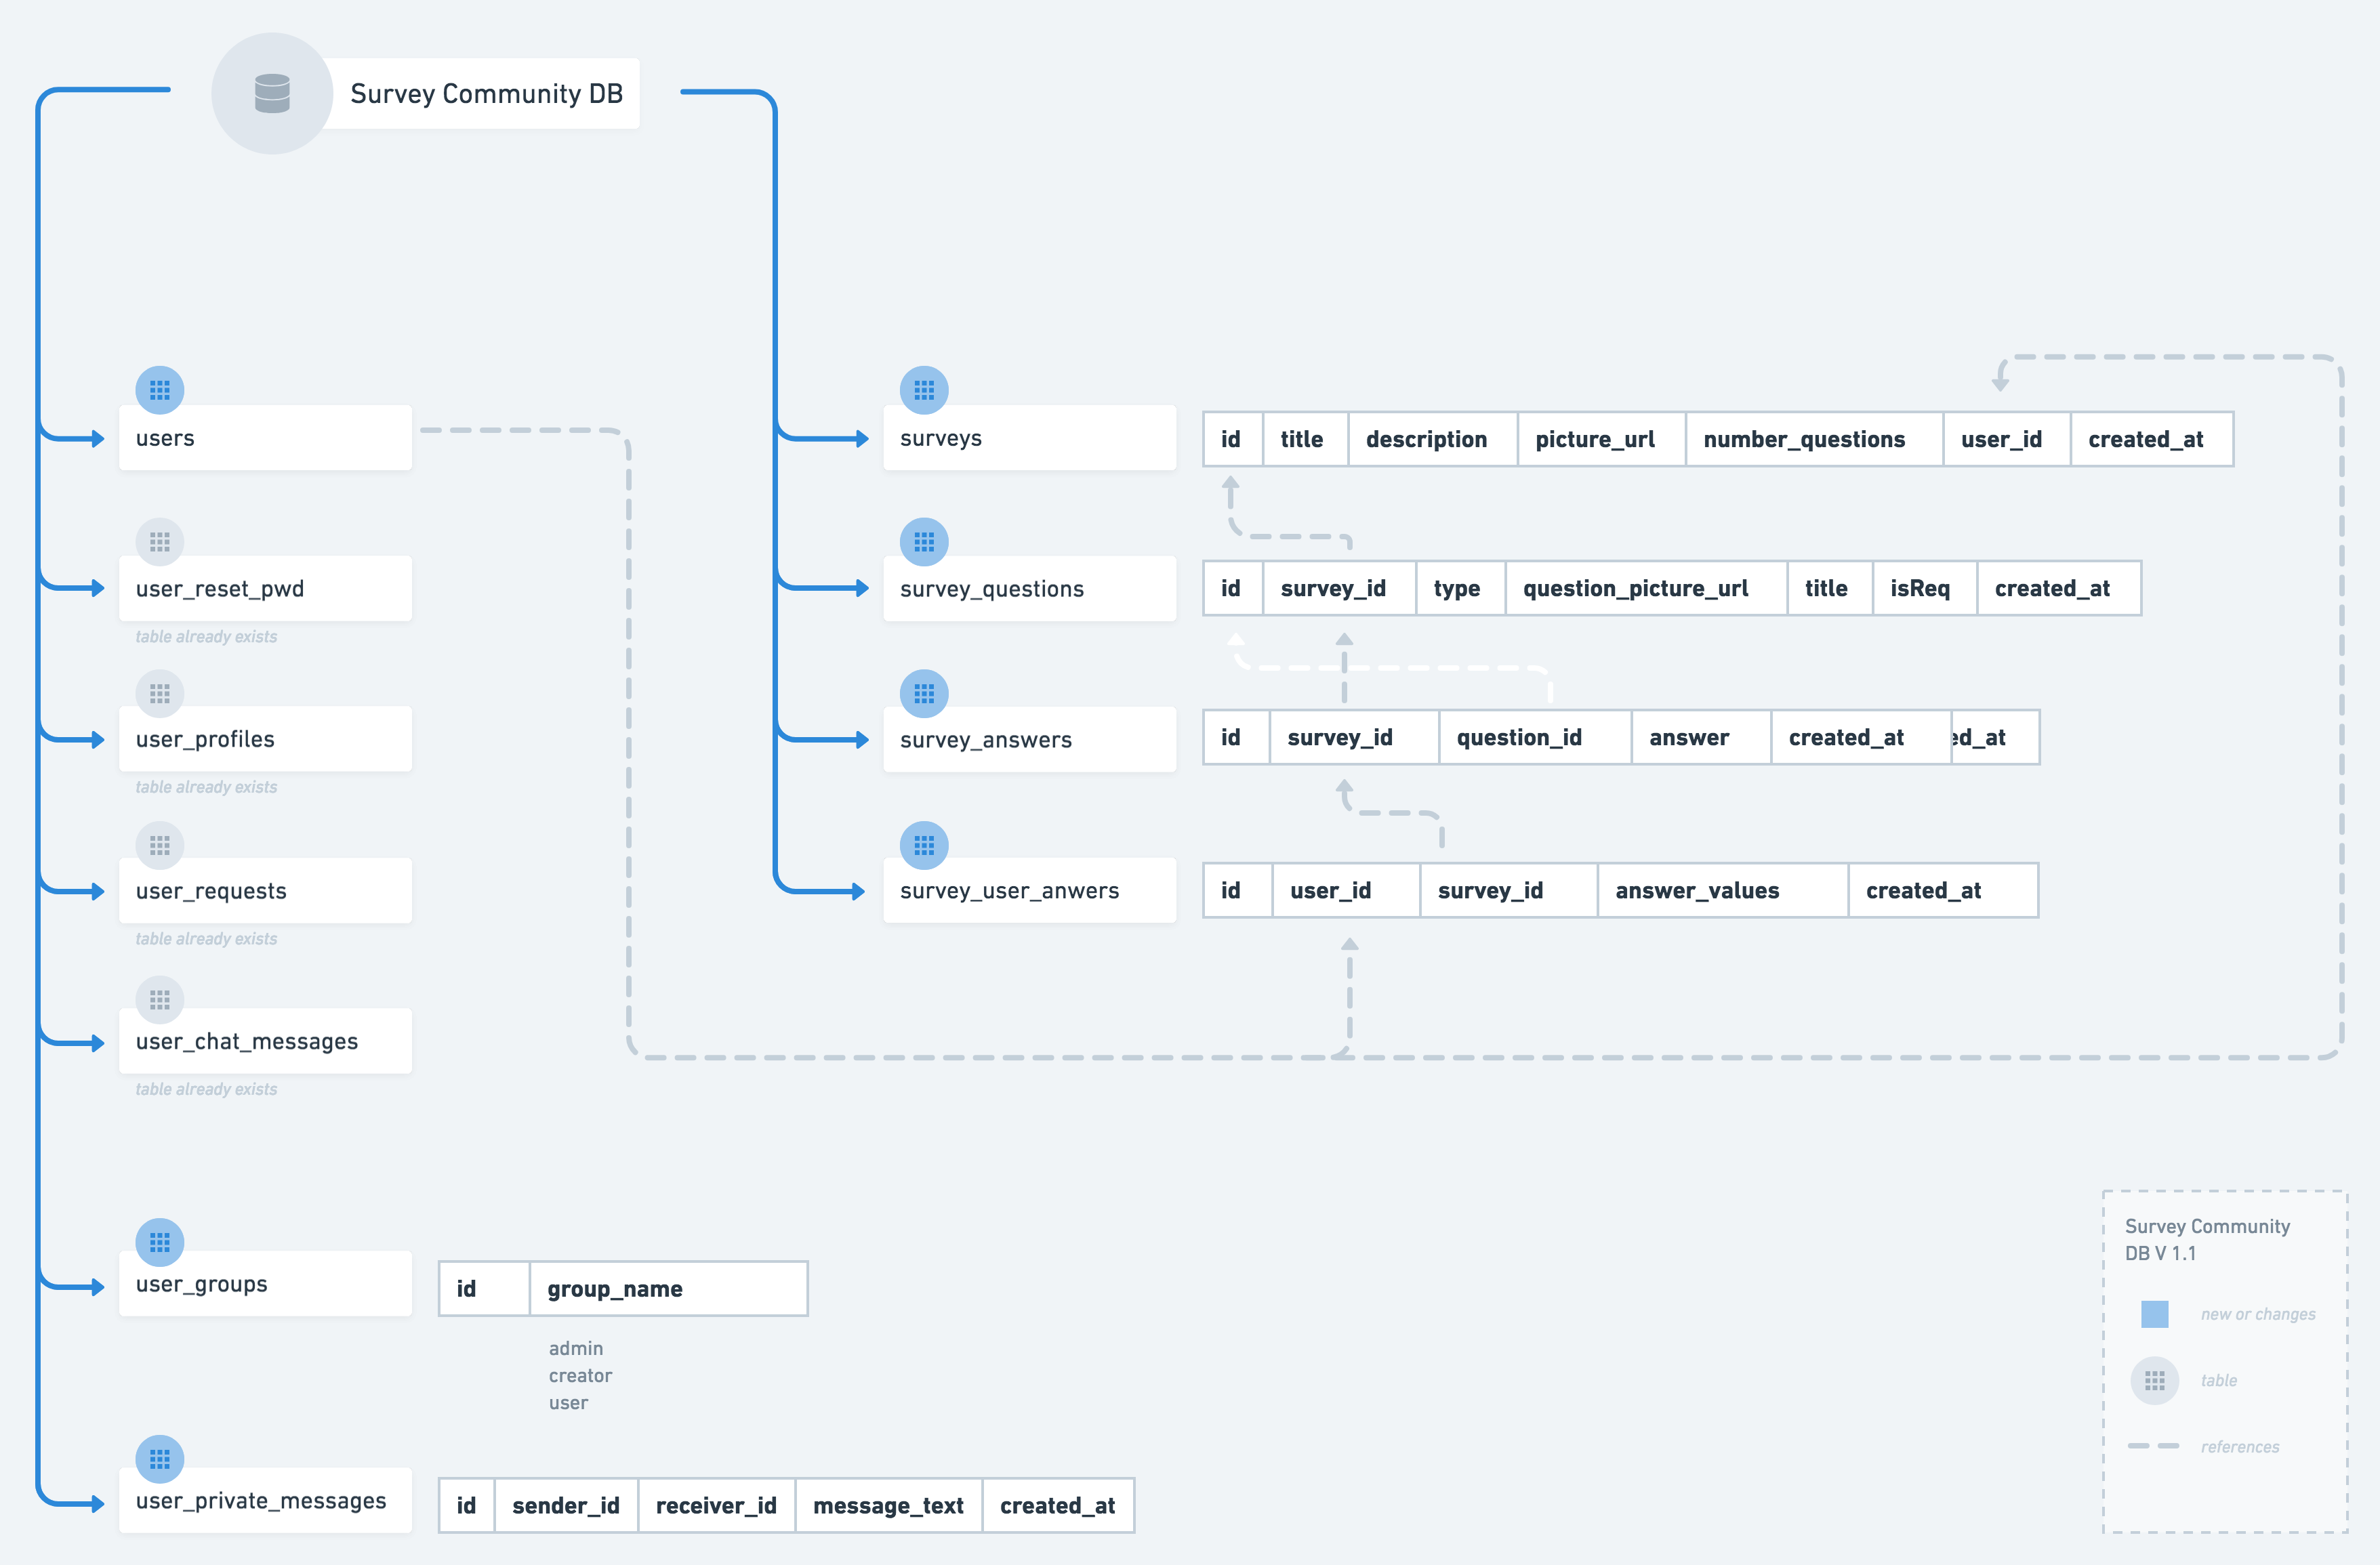 Survey Community DB
users
user_reset_pwd
table already exists
user_profiles
table already exists
user_requests
table already exists
user_chat_messages
table already exists
user_groups
id group_name
admin
creator
user
user_private_messages
id sender_id receiver_id message_text created_at
surveys
id title description picture_url number_questions user_id created_at
survey_questions
id survey_id type question_picture_url title isReq created_at
survey_answers
id survey_id question_id answer created_at ed_at
survey_user_anwers
id user_id survey_id answer_values created_at
Survey Community
DB V 1.1
new or changes
table
references